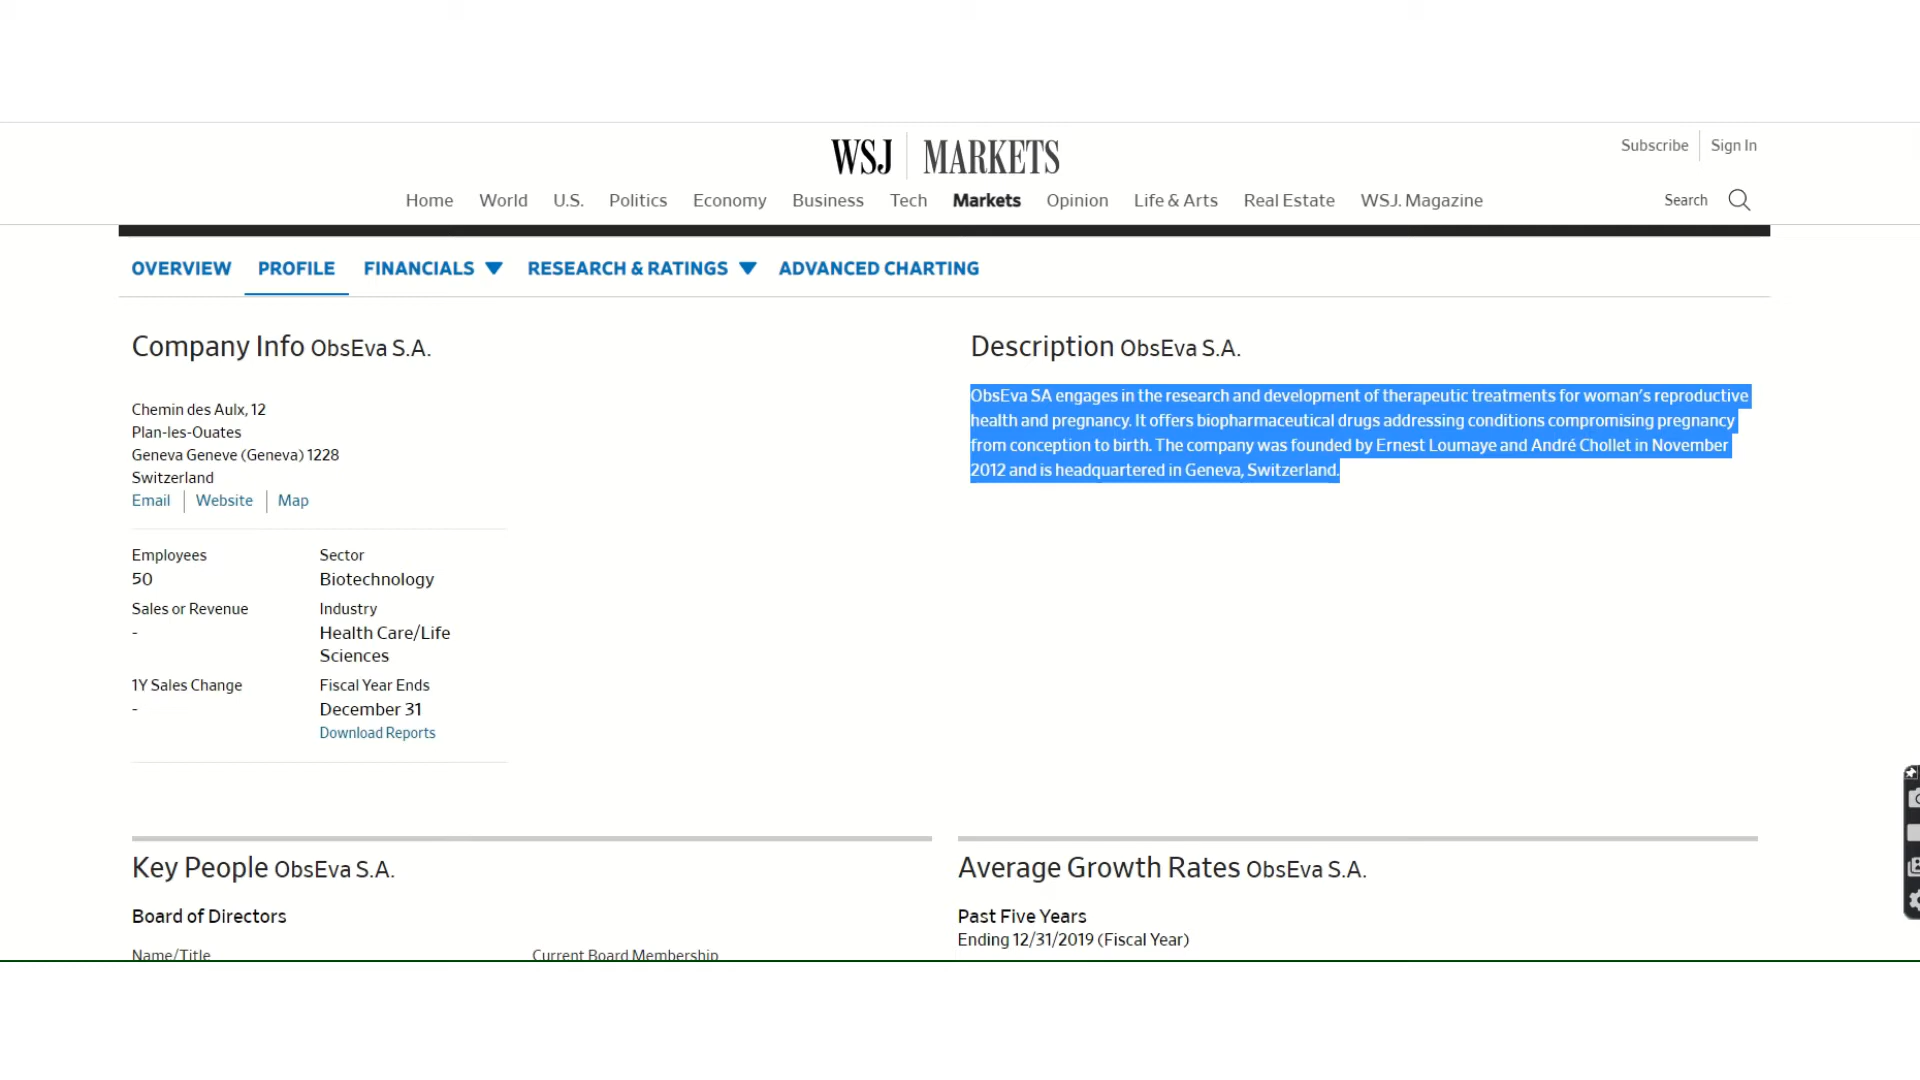 WSJ MARKETS
Subscribe Sign In
Home World U.S. Politics Economy Business Tech Markets Opinion Life & Arts Real Estate WSJ. Magazine Search
OVERVIEW PROFILE FINANCIALS RESEARCH & RATINGS ADVANCED CHARTING
Company Info ObsEva S.A.
Chemin des Aulx, 12
Plan-les-Ouates
Geneva Geneve (Geneva) 1228
Switzerland
Email Website Map
Employees Sector
50 Biotechnology
Sales or Revenue Industry
- Health Care/Life
Sciences
1Y Sales Change Fiscal Year Ends
- December 31
Download Reports
Description ObsEva S.A.
ObsEva SA engages in the research and development of therapeutic treatments for woman's reproductive
health and pregnancy. It offers biopharmaceutical drugs addressing conditions compromising pregnancy
from conception to birth. The company was founded by Ernest Loumaye and André Chollet in November
2012 and is headquartered in Geneva, Switzerland.
Key People ObsEva S.A.
Board of Directors
Name/Title Current Board Membership
Average Growth Rates ObsEva S.A.
Past Five Years
Ending 12/31/2019 (Fiscal Year)